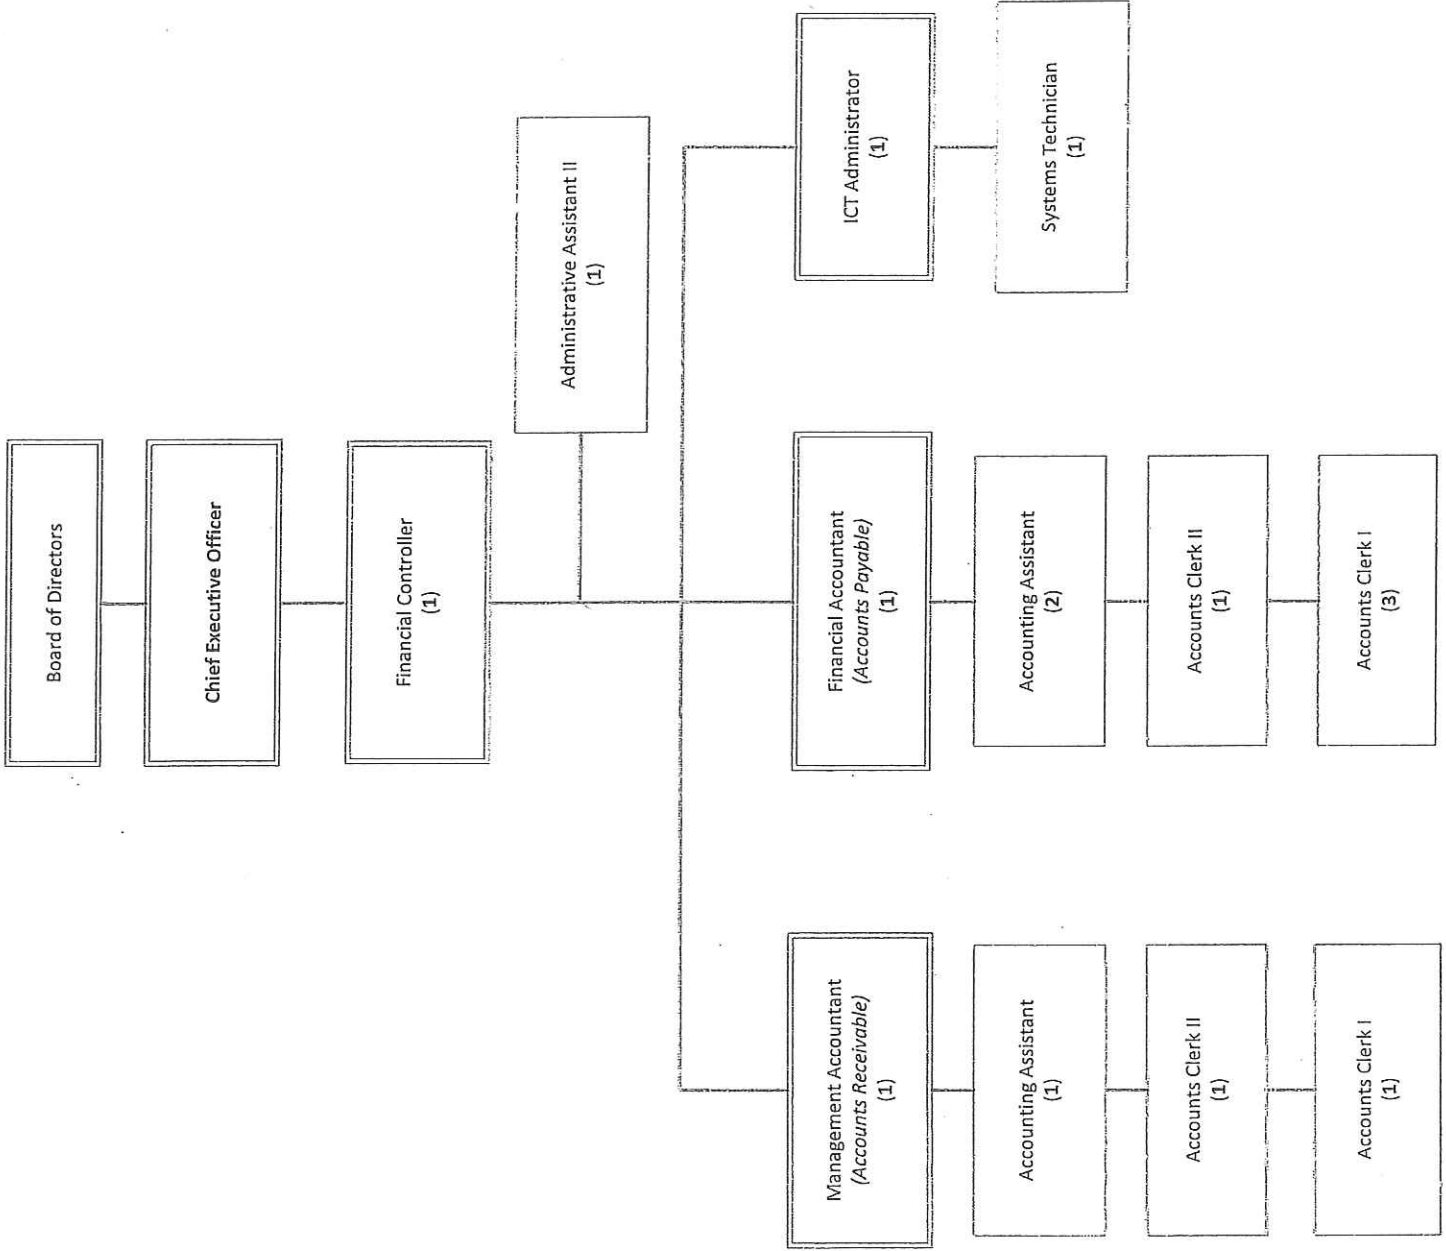 Board of Directors
Chief Executive Officer
Financial Controller
(1)
Administrative Assistant II
(1)
Management Accountant
(Accounts Receivable)
(1)
Accounting Assistant
(1)
Accounts Clerk II
(1)
Accounts Clerk I
(1)
Financial Accountant
(Accounts Payable)
(1)
Accounting Assistant
(2)
Accounts Clerk II
(1)
Accounts Clerk I
(3)
ICT Administrator
(1)
Systems Technician
(1)